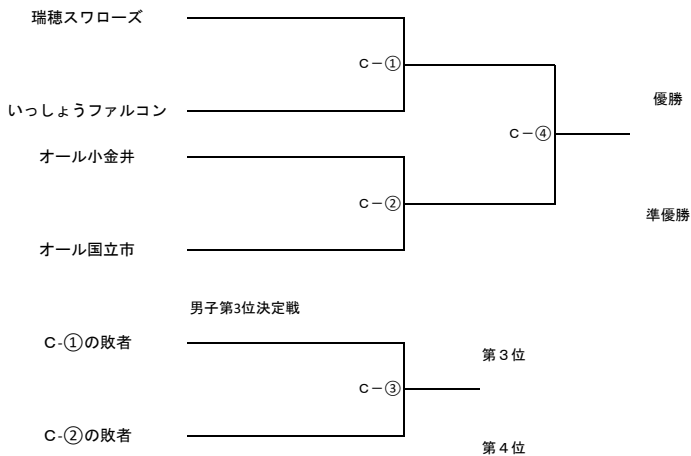 瑞穂スワローズ
C－①
いっしょうファルコン
優勝
C－④
オール小金井
C－②
準優勝
オール国立市
男子第3位決定戦
C-①の敗者
第３位
C－③
C-②の敗者
第４位